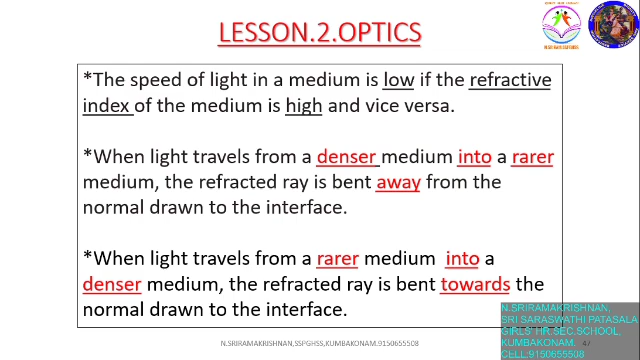 LESSON.2.OPTICS
*The speed of light in a medium is low if the refractive
index of the medium is high and vice versa.
*When light travels from a denser medium into a rarer
medium, the refracted ray is bent away from the
normal drawn to the interface.
*When light travels from a rarer medium into a
denser medium, the refracted ray is bent towards the
normal drawn to the interface.
N.SRIRAMAKRISHNAN,SSPGHSS,KUMBAKONAM.9150655508
47
N.SRIRAMAKRISHNAN,
SRI SARASWATHI PATASALA
GIRLS' HR.SEC.SCHOOL,
KUMBAKONAM.
CELL:9150655508